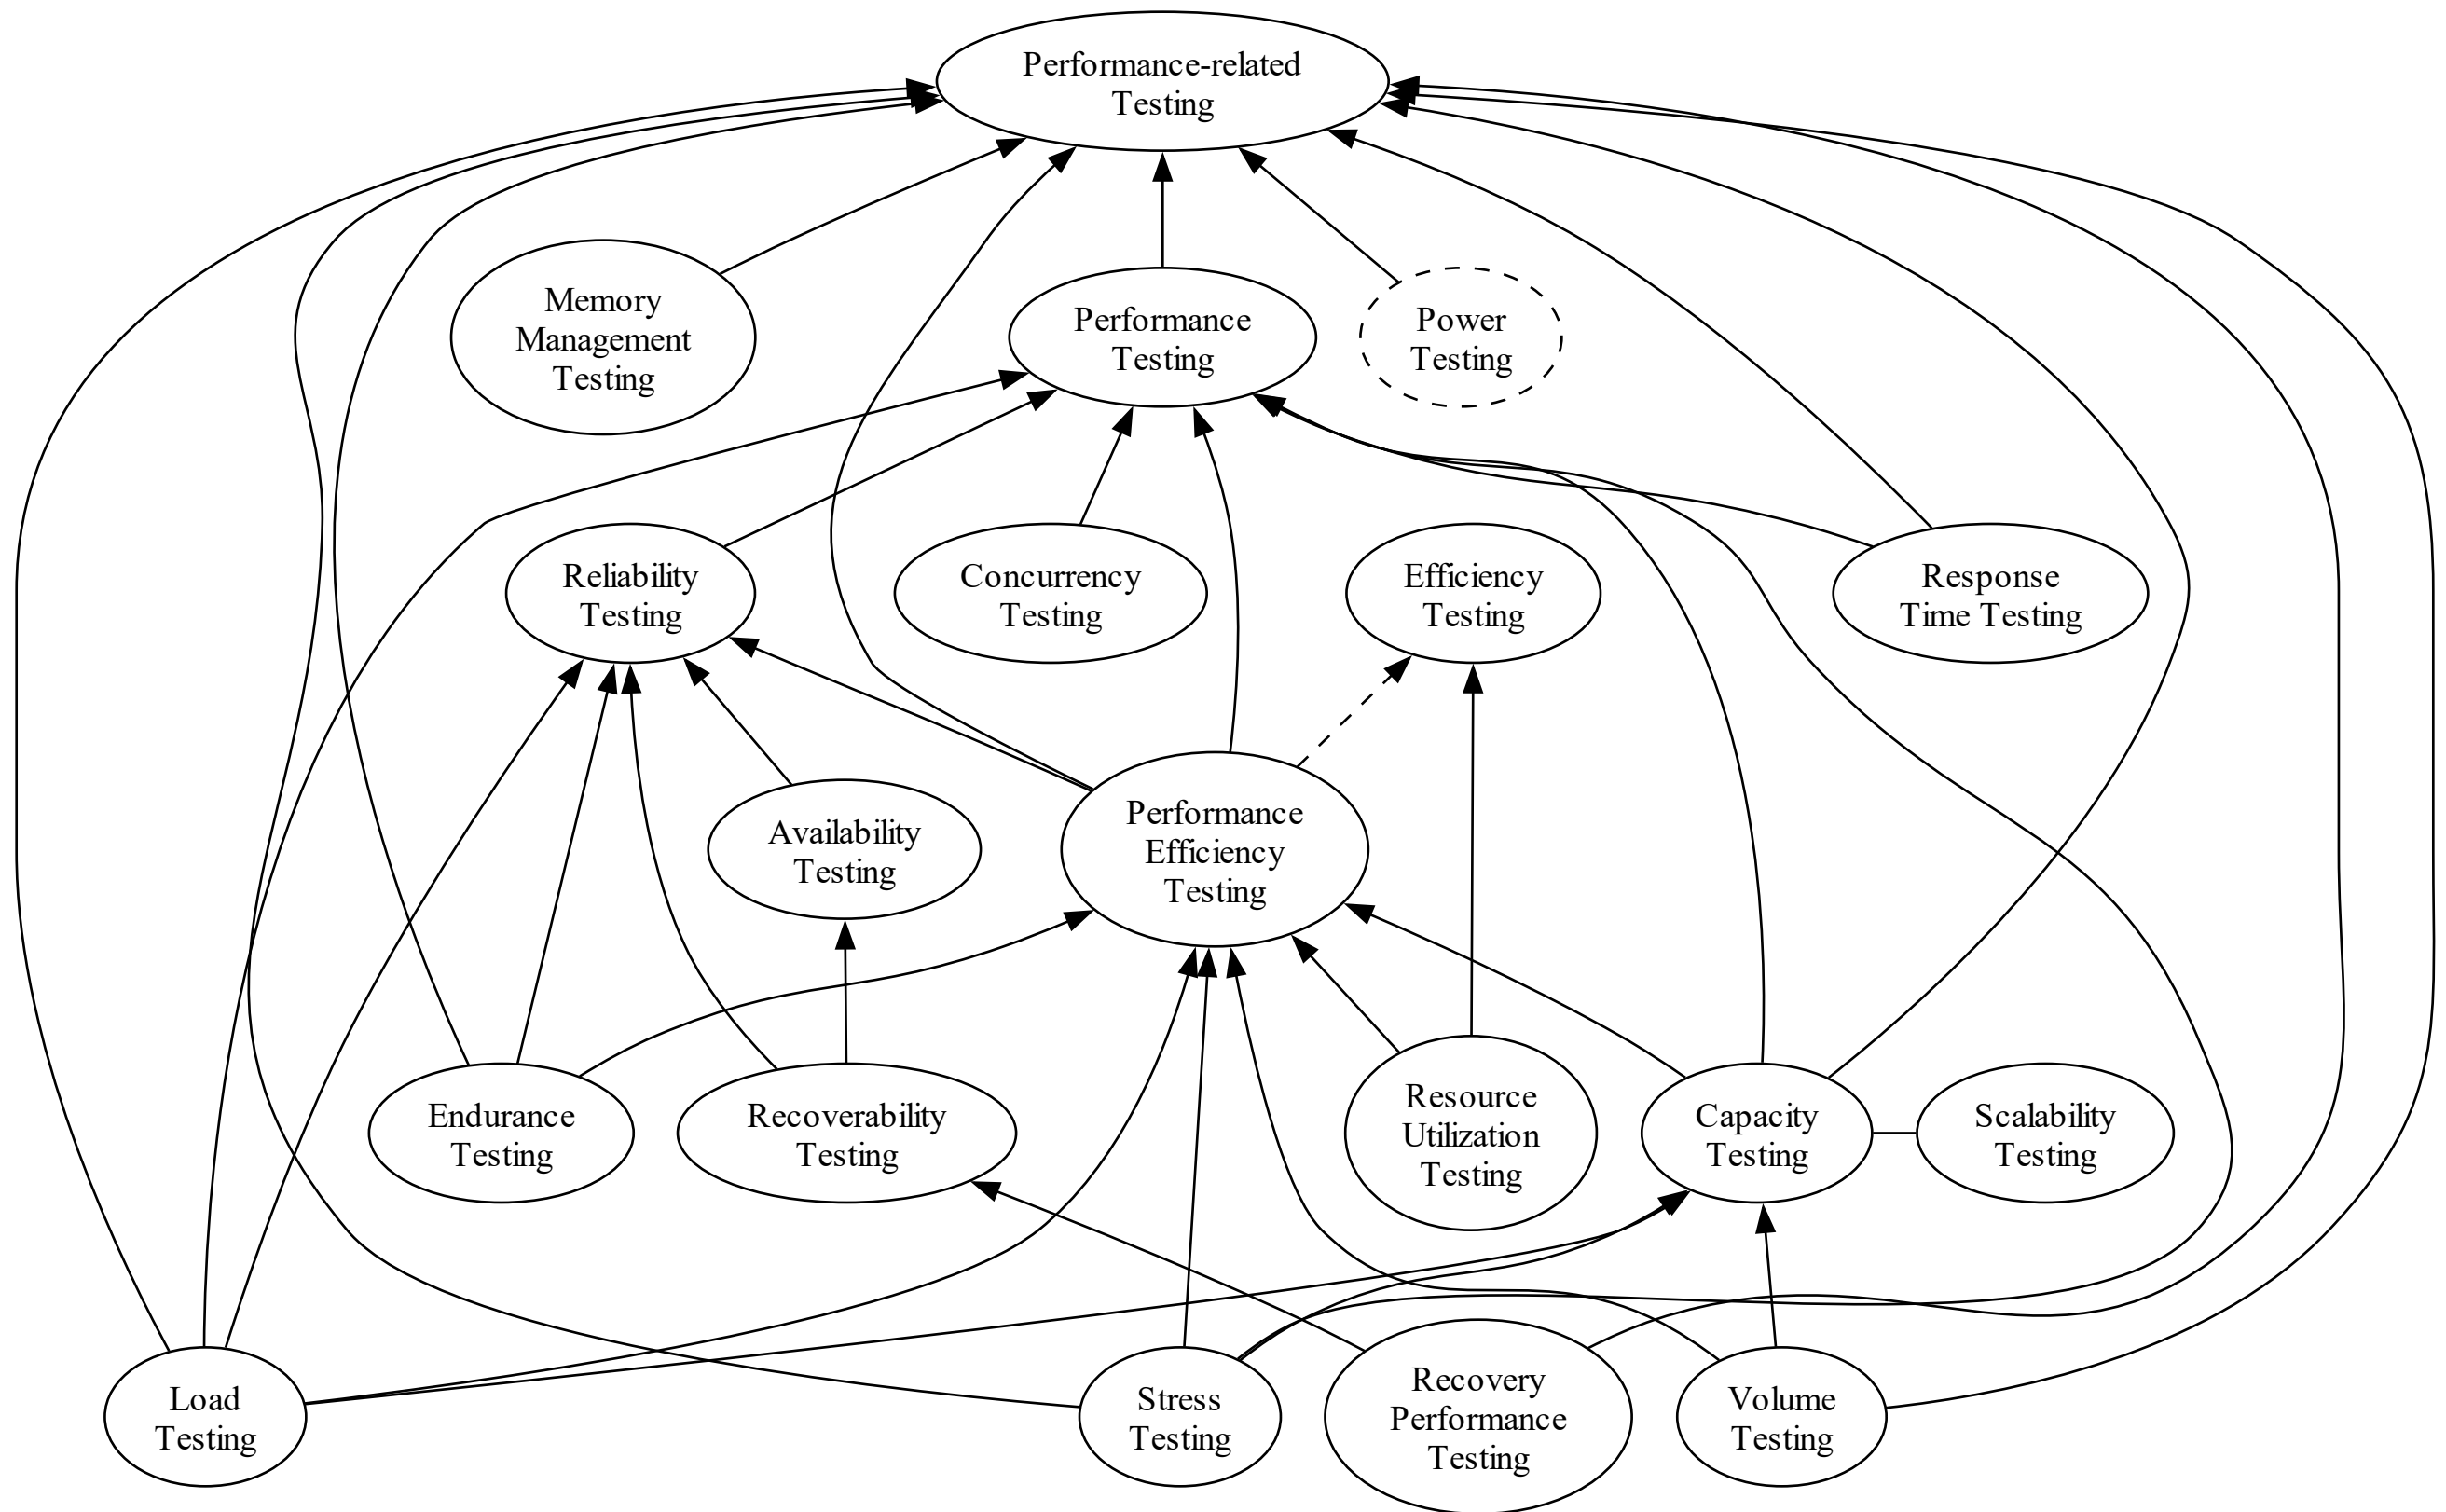 Performance-related
Testing
Memory
Management
Testing
Performance
Testing
Power
Testing
Reliability
Testing
Concurrency
Testing
Efficiency
Testing
Response
Time Testing
Availability
Testing
Performance
Efficiency
Testing
Endurance
Testing
Recoverability
Testing
Resource
Utilization
Testing
Capacity
Testing
Scalability
Testing
Load
Testing
Stress
Testing
Recovery
Performance
Testing
Volume
Testing